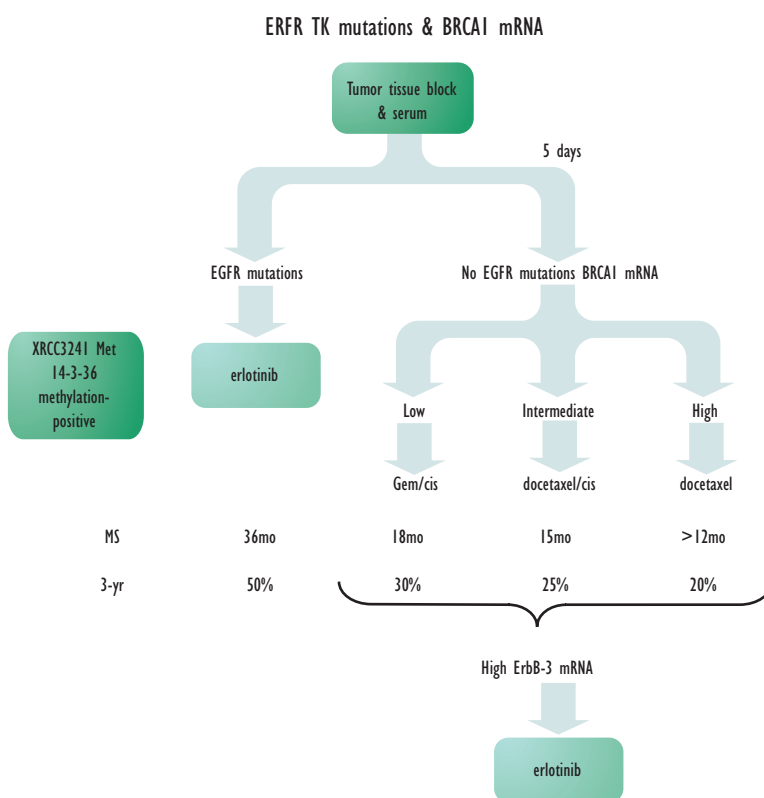 ERFR TK mutations & BRCA1 mRNA
Tumor tissue block
& serum
5 days
EGFR mutations
No EGFR mutations BRCA1 mRNA
XRCC3241 Met
14-3-36
methylation-
positive
erlotinib
Low
Intermediate
High
Gem/cis
docetaxel/cis
docetaxel
MS
36mo
18mo
15mo
>12mo
3-yr
50%
30%
25%
20%
High ErbB-3 mRNA
erlotinib